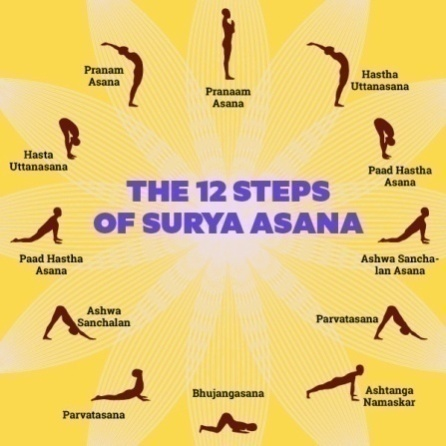 THE 12 STEPS
OF SURYA ASANA
Pranaam
Asana
Hastha
Uttanasana
Paad Hastha
Asana
Ashwa Sancha-
lan Asana
Parvatasana
Ashtanga
Namaskar
Bhujangasana
Parvatasana
Ashwa
Sanchalan
Paad Hastha
Asana
Hasta
Uttanasana
Pranam
Asana